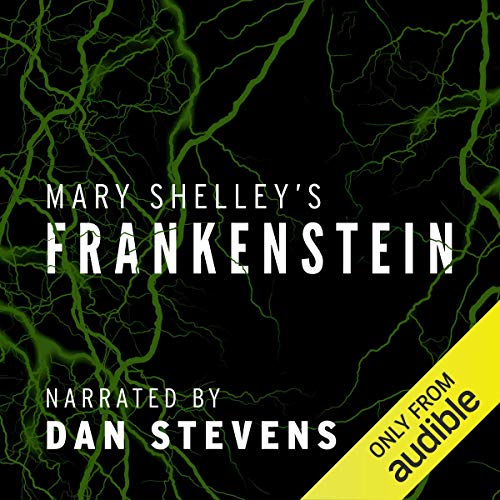 MARY SHELLEY'S
FRANKENSTEIN
NARRATED BY
DAN STEVENS
ONLY FROM
audible